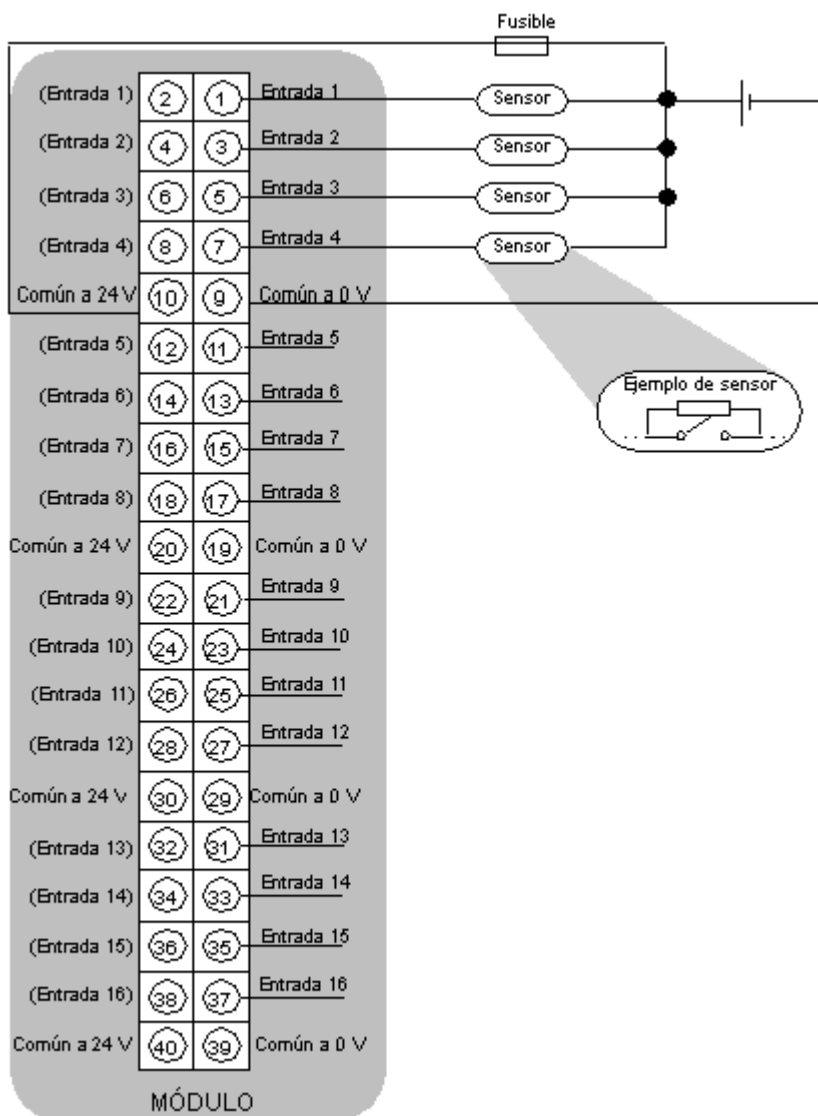 Fusible
(Entrada 1) 2 1 Entrada 1 Sensor
(Entrada 2) 4 3 Entrada 2 Sensor
(Entrada 3) 6 5 Entrada 3 Sensor
(Entrada 4) 8 7 Entrada 4 Sensor
Común a 24 V 10 9 Común a 0 V
(Entrada 5) 12 11 Entrada 5
Ejemplo de sensor
(Entrada 6) 14 13 Entrada 6
(Entrada 7) 16 15 Entrada 7
(Entrada 8) 18 17 Entrada 8
Común a 24 V 20 19 Común a 0 V
(Entrada 9) 22 21 Entrada 9
(Entrada 10) 24 23 Entrada 10
(Entrada 11) 26 25 Entrada 11
(Entrada 12) 28 27 Entrada 12
Común a 24 V 30 29 Común a 0 V
(Entrada 13) 32 31 Entrada 13
(Entrada 14) 34 33 Entrada 14
(Entrada 15) 36 35 Entrada 15
(Entrada 16) 38 37 Entrada 16
Común a 24 V 40 39 Común a 0 V
MÓDULO